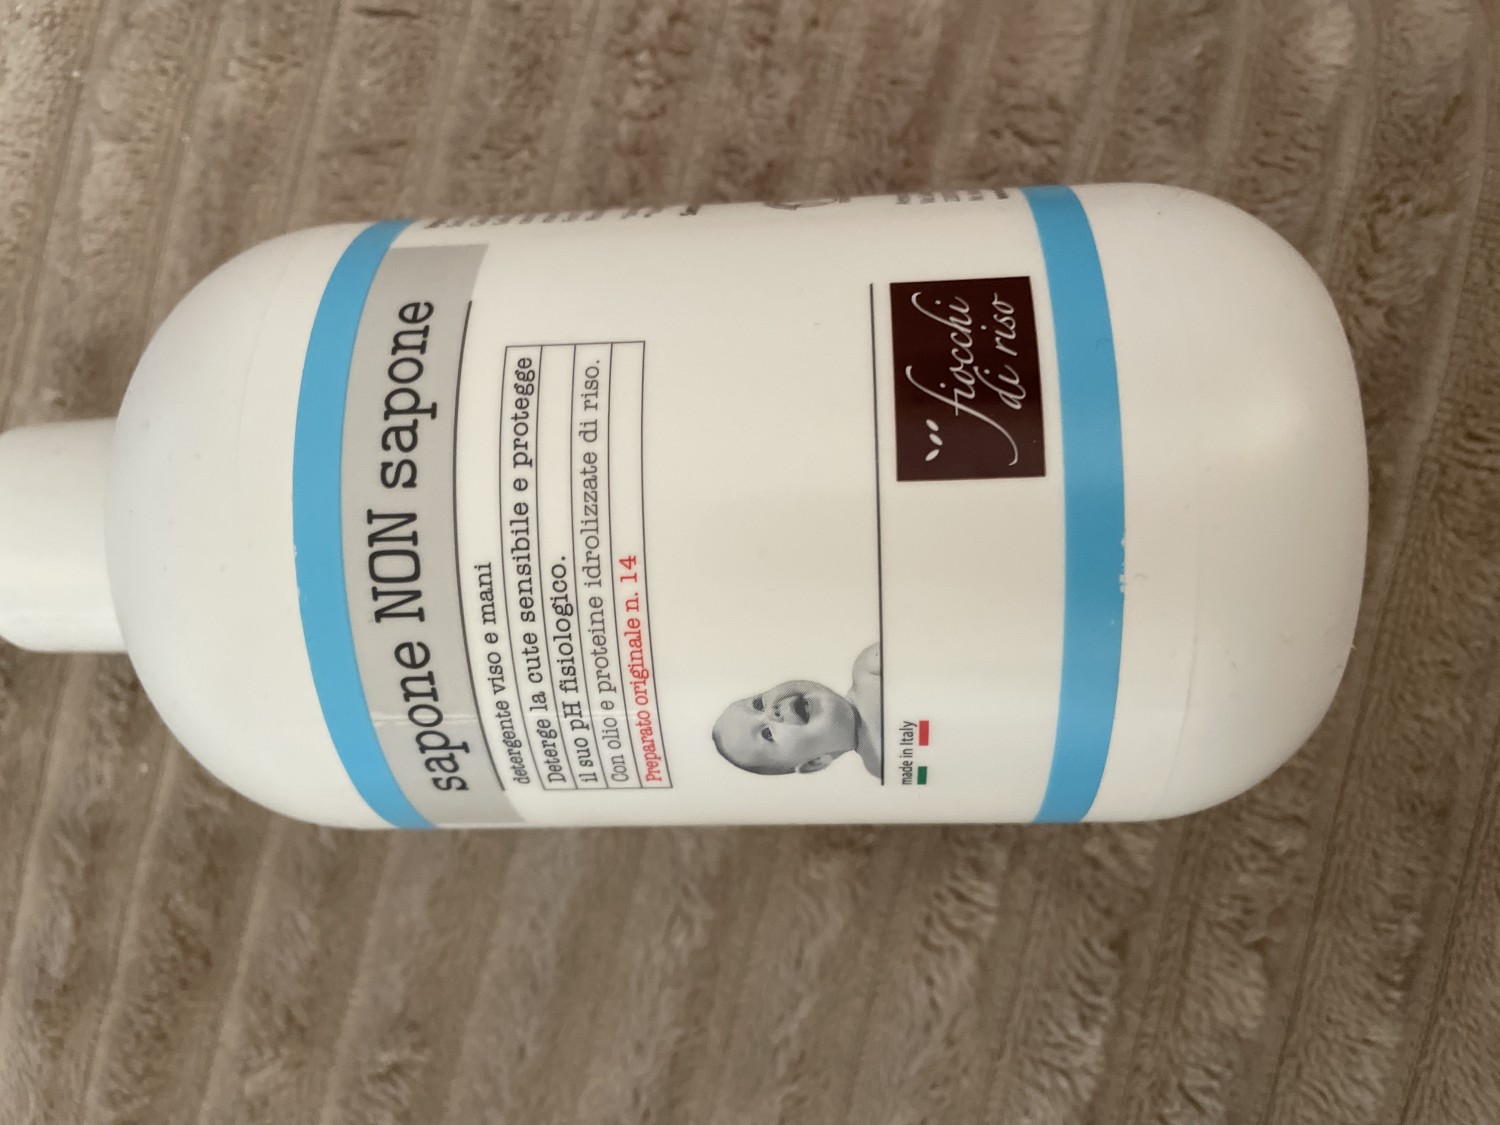 sapone NON sapone
detergente viso e mani
Deterge la cute sensibile e protegge
il suo pH fisiologico.
Con olio e proteine idrolizzate di riso.
Preparato originale n. 14
made in Italy
fiocchi
di riso